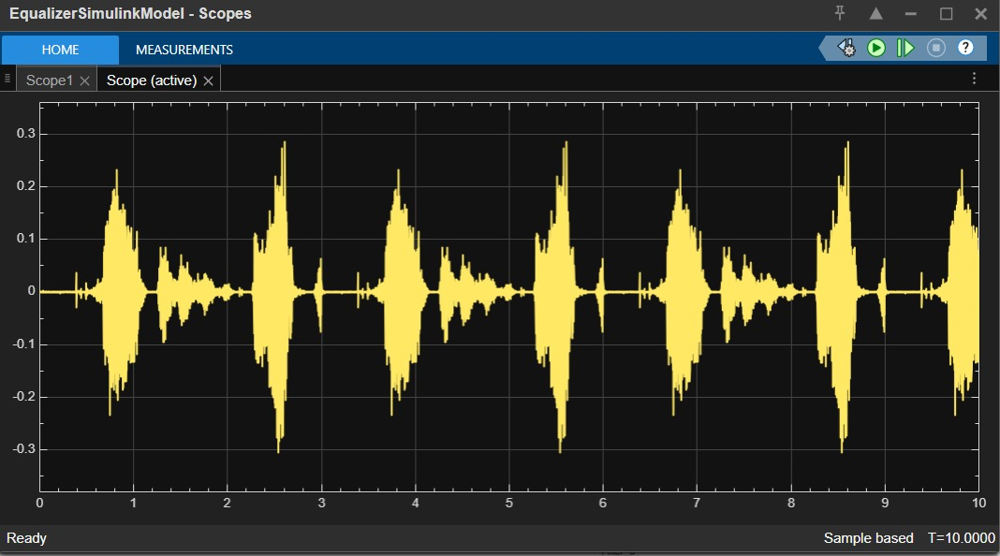 EqualizerSimulinkModel - Scopes
HOME MEASUREMENTS ?
Scope1 Scope (active)
0.3
0.2
0.1
0
-0.1
-0.2
-0.3
0 1 2 3 4 5 6 7 8 9 10
Ready Sample based T=10.0000